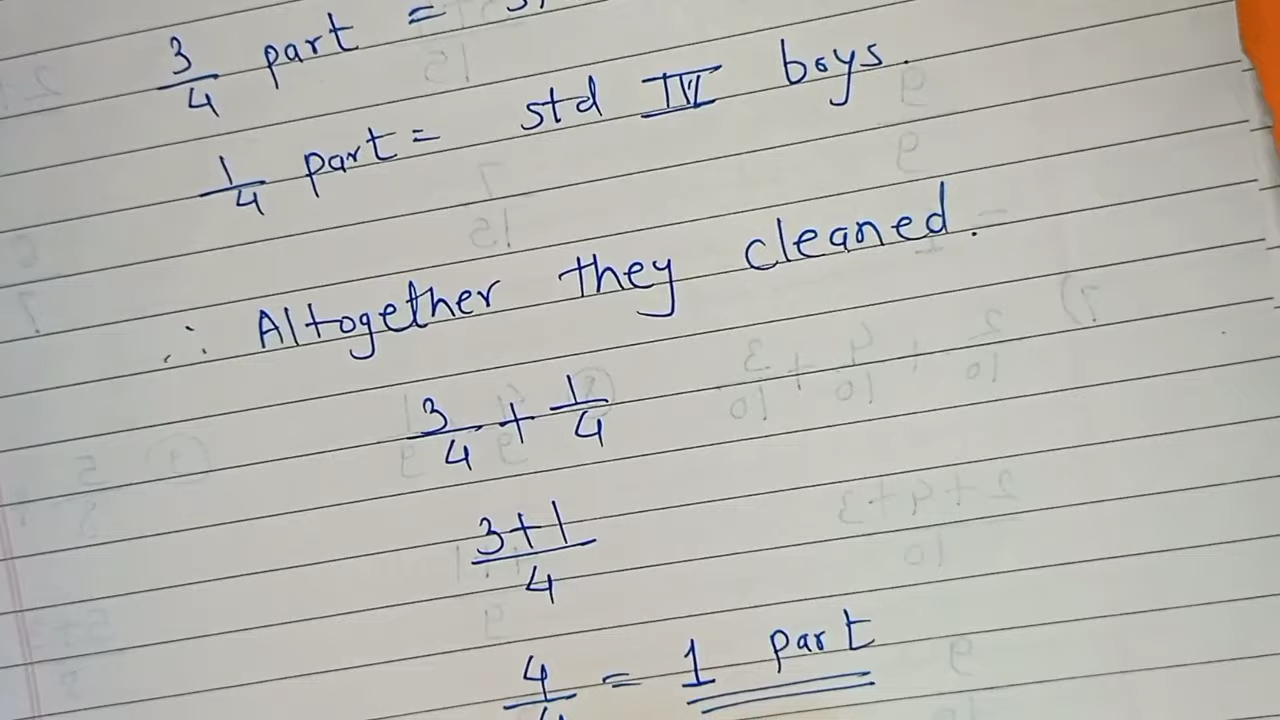 3/4 part =
1/4 part = std IV boys.
∴ Altogether they cleaned.
3/4 + 1/4
3+1/4
4/4 = 1 part